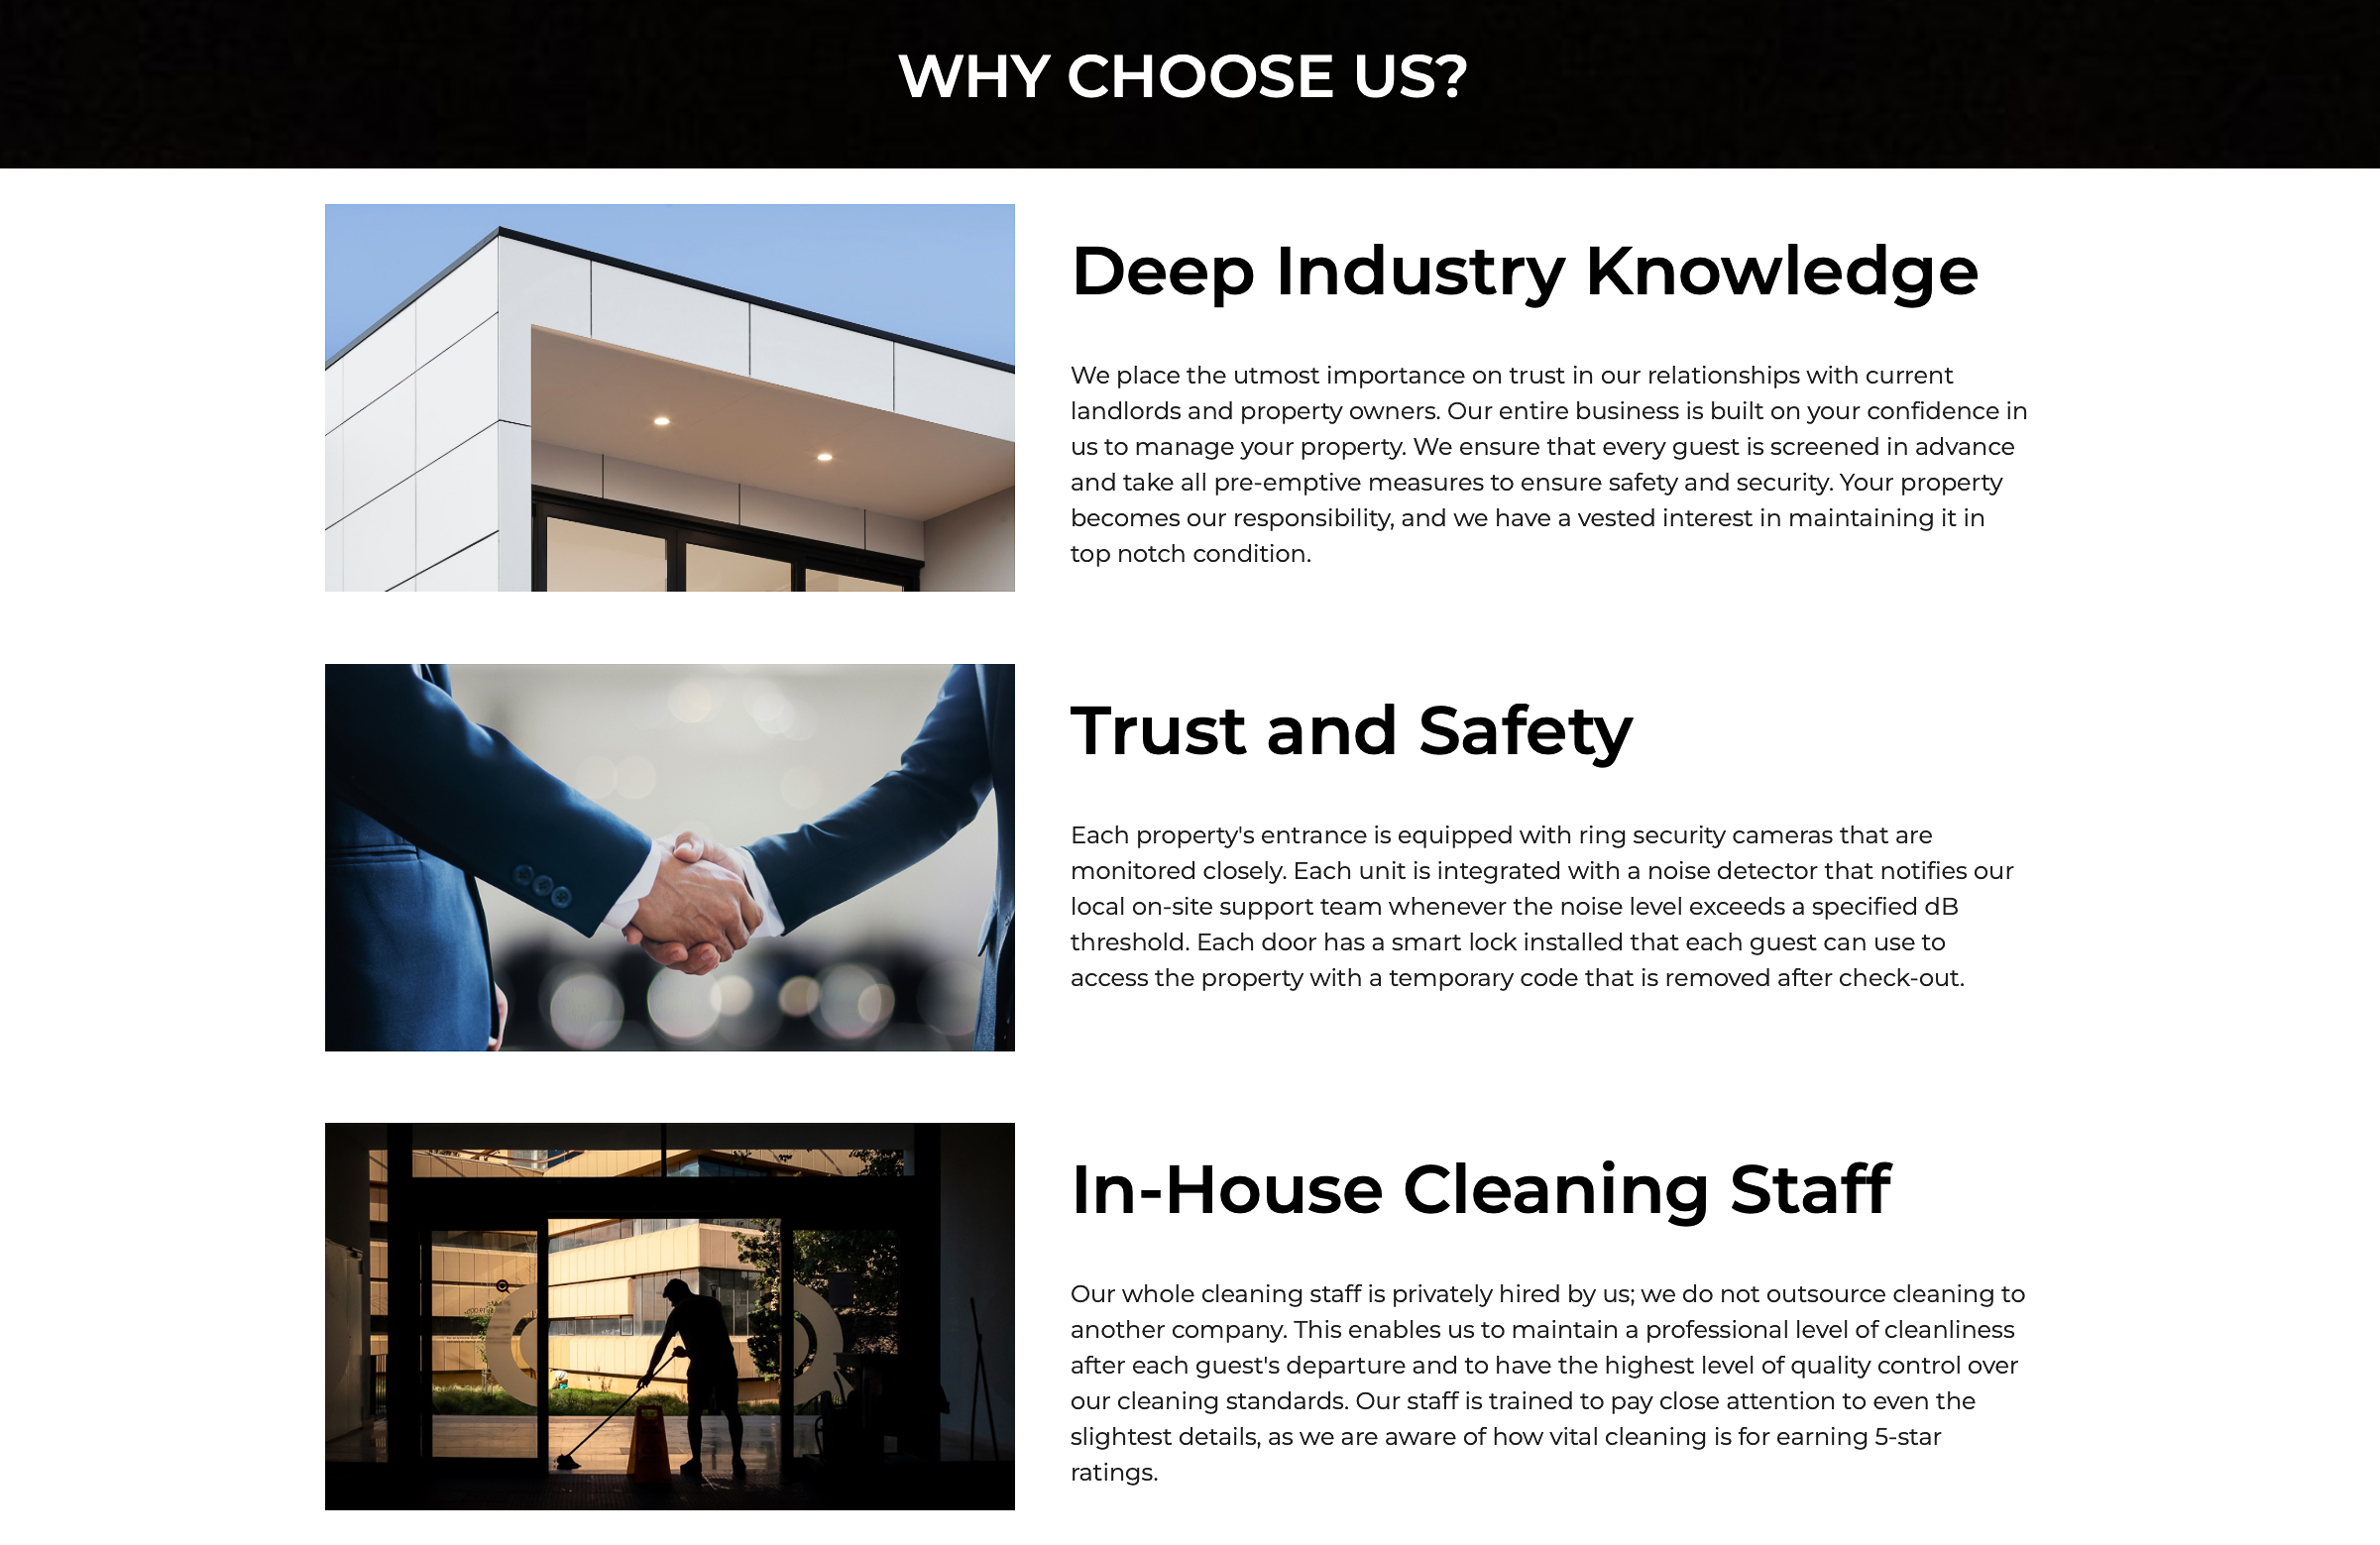 WHY CHOOSE US?
Deep Industry Knowledge
We place the utmost importance on trust in our relationships with current
landlords and property owners. Our entire business is built on your confidence in
us to manage your property. We ensure that every guest is screened in advance
and take all pre-emptive measures to ensure safety and security. Your property
becomes our responsibility, and we have a vested interest in maintaining it in
top notch condition.
Trust and Safety
Each property's entrance is equipped with ring security cameras that are
monitored closely. Each unit is integrated with a noise detector that notifies our
local on-site support team whenever the noise level exceeds a specified dB
threshold. Each door has a smart lock installed that each guest can use to
access the property with a temporary code that is removed after check-out.
In-House Cleaning Staff
Our whole cleaning staff is privately hired by us; we do not outsource cleaning to
another company. This enables us to maintain a professional level of cleanliness
after each guest's departure and to have the highest level of quality control over
our cleaning standards. Our staff is trained to pay close attention to even the
slightest details, as we are aware of how vital cleaning is for earning 5-star
ratings.